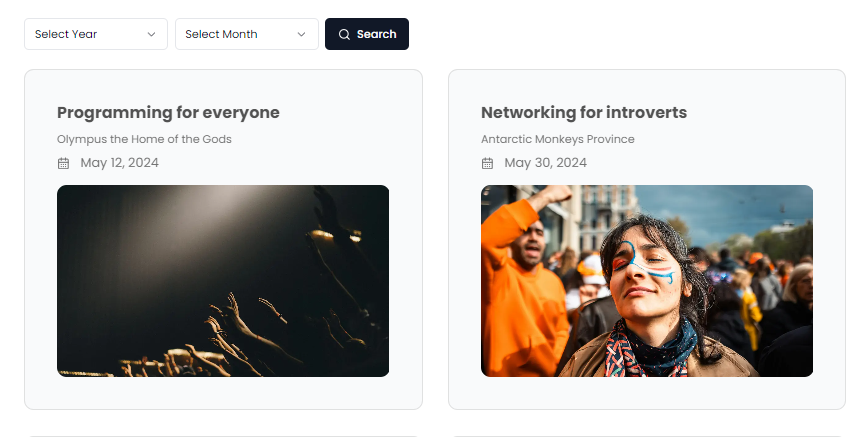 Select Year
Select Month
Search
Programming for everyone
Olympus the Home of the Gods
May 12, 2024
Networking for introverts
Antarctic Monkeys Province
May 30, 2024